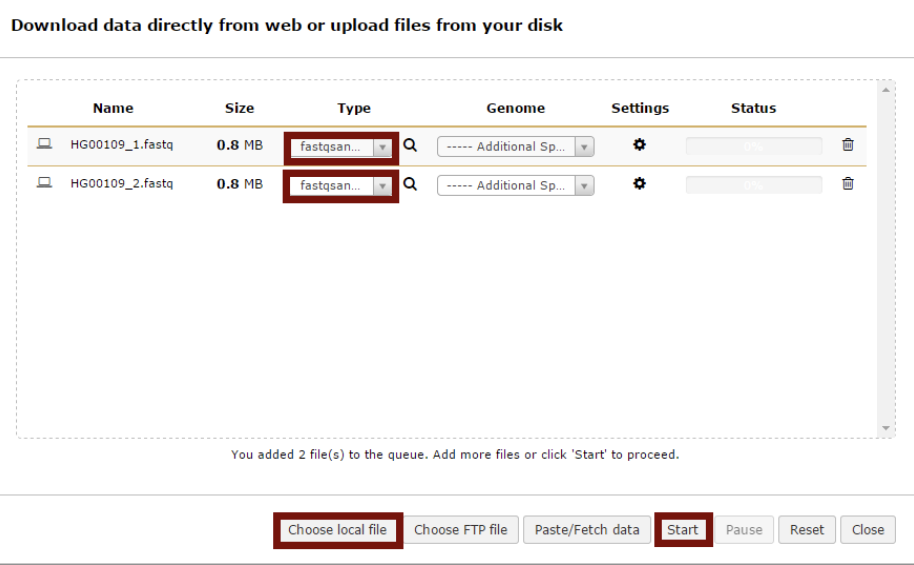 Download data directly from web or upload files from your disk
Name Size Type Genome Settings Status
HG00109_1.fastq 0.8 MB fastqsan... ----- Additional Sp... 0%
HG00109_2.fastq 0.8 MB fastqsan... ----- Additional Sp... 0%
You added 2 file(s) to the queue. Add more files or click 'Start' to proceed.
Choose local file Choose FTP file Paste/Fetch data Start Pause Reset Close